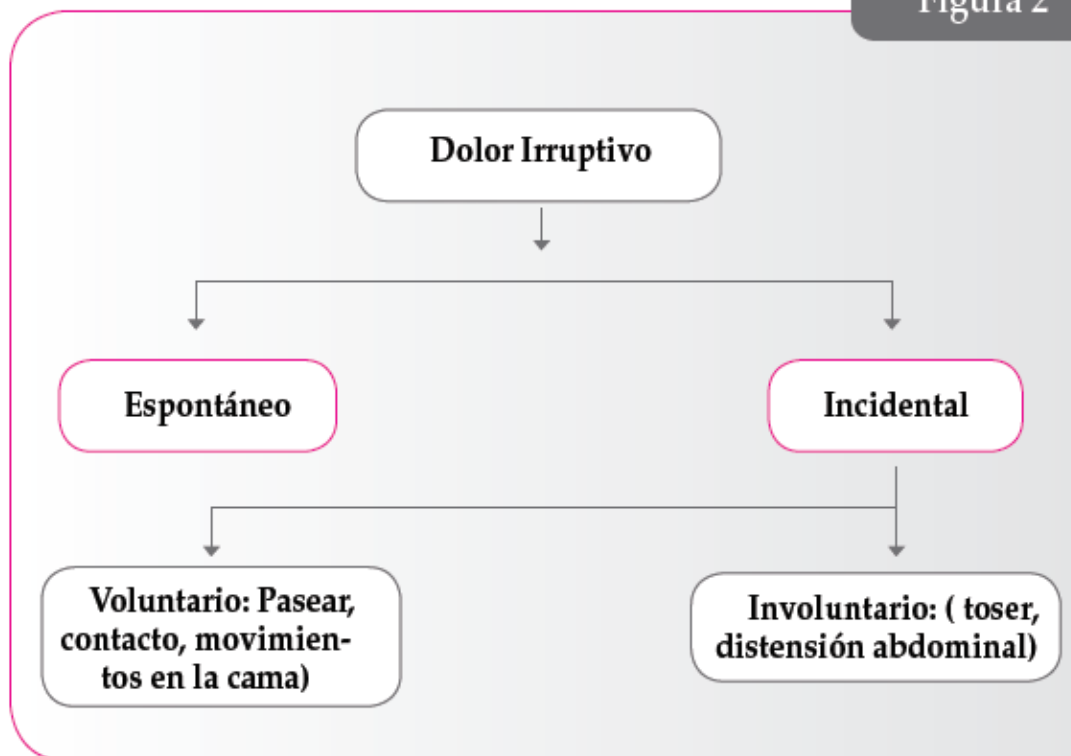 Figura 2
Dolor Irruptivo
Espontáneo
Incidental
Voluntario: Pasear,
contacto, movimien-
tos en la cama)
Involuntario: ( toser,
distensión abdominal)